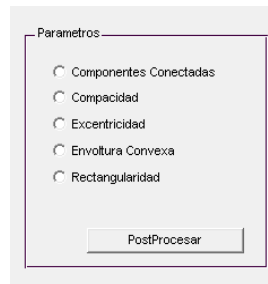 Parametros
Componentes Conectadas
Compacidad
Excentricidad
Envoltura Convexa
Rectangularidad
PostProcesar